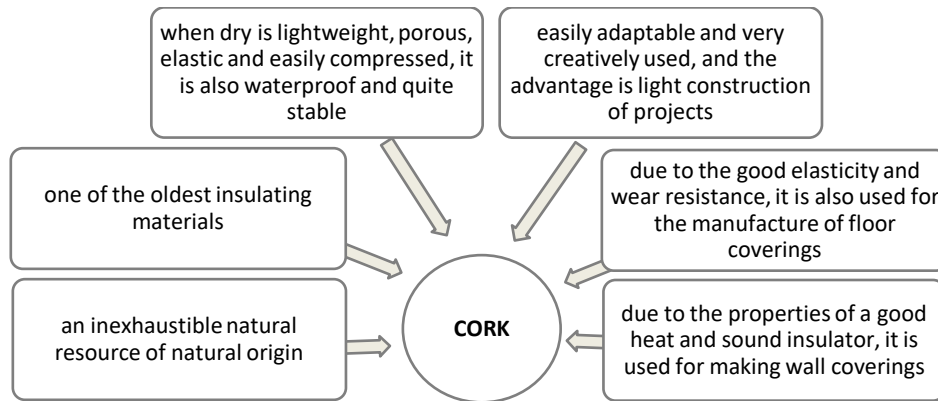 when dry is lightweight, porous,
elastic and easily compressed, it
is also waterproof and quite
stable
easily adaptable and very
creatively used, and the
advantage is light construction
of projects
one of the oldest insulating
materials
due to the good elasticity and
wear resistance, it is also used for
the manufacture of floor
coverings
an inexhaustible natural
resource of natural origin
CORK
due to the properties of a good
heat and sound insulator, it is
used for making wall coverings